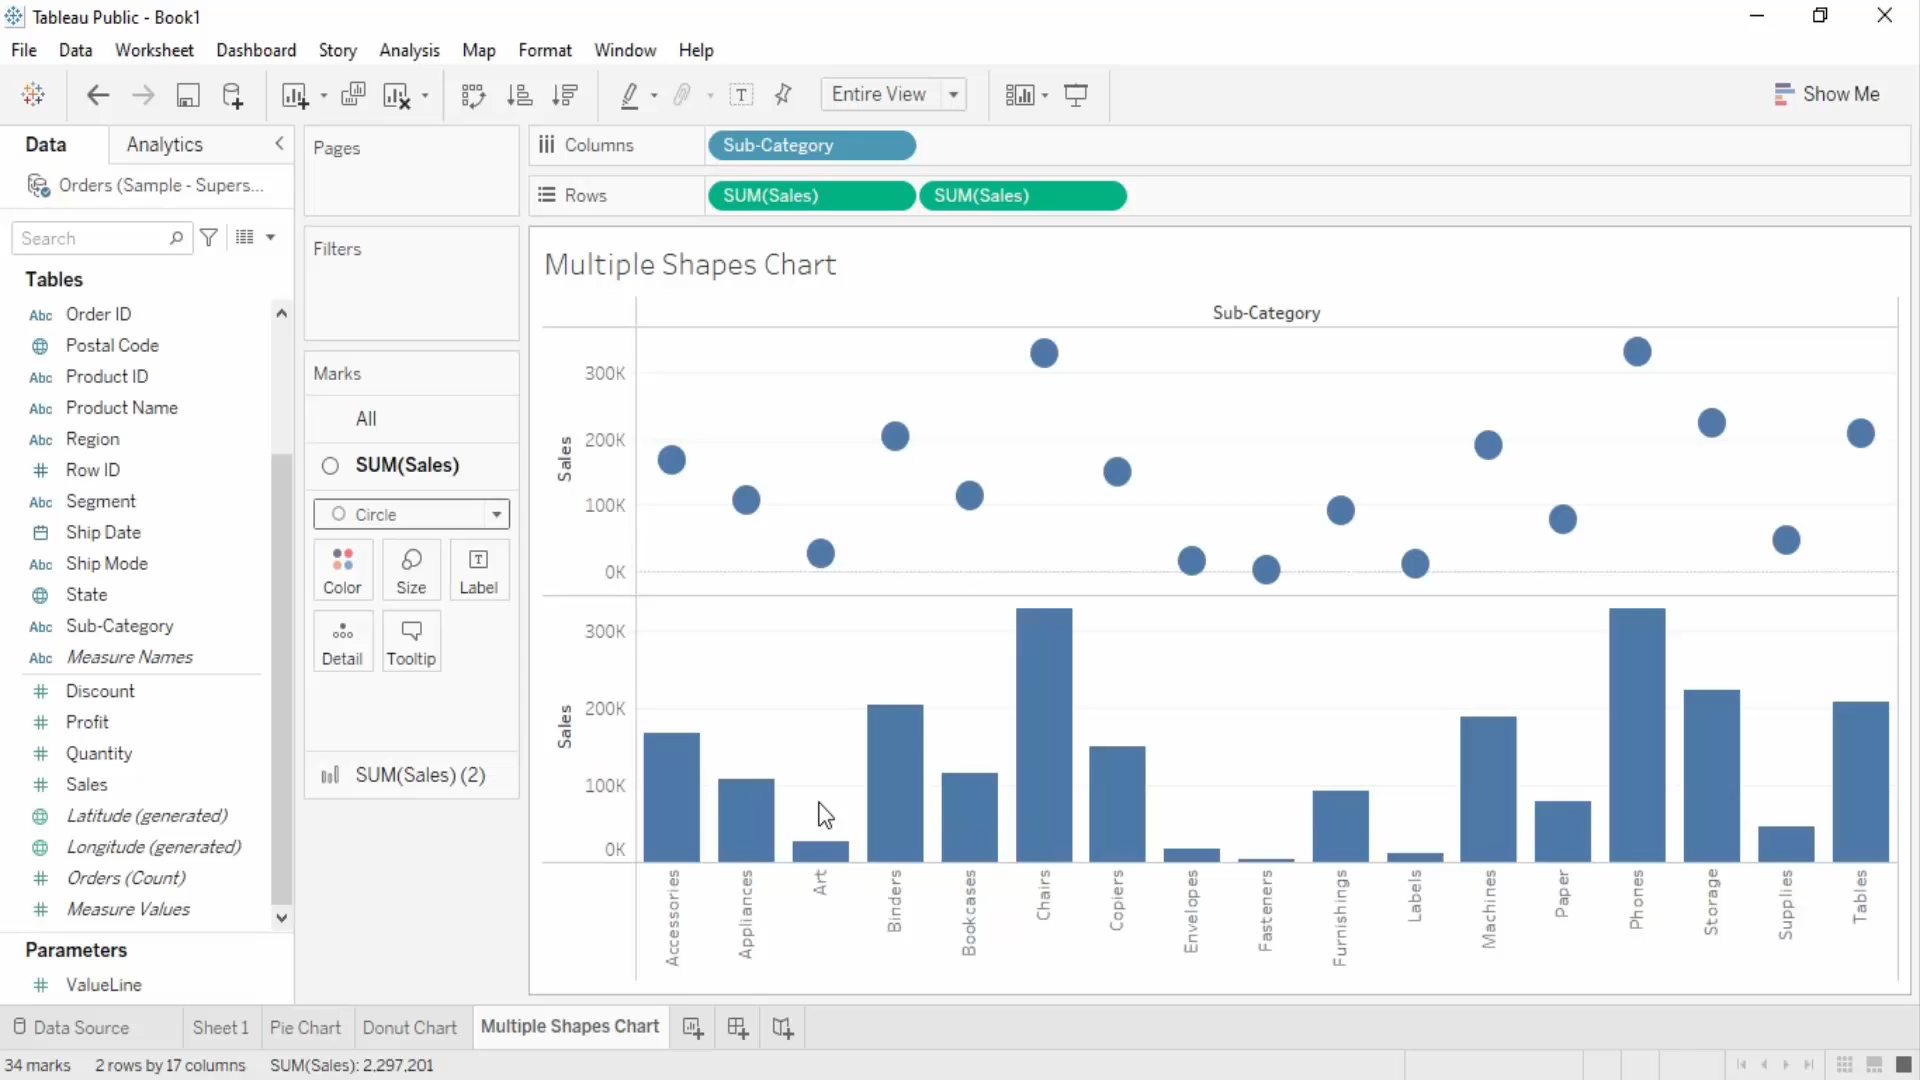 Tableau Public - Book1
File Data Worksheet Dashboard Story Analysis Map Format Window Help
Entire View
Show Me
Data Analytics
Orders (Sample - Supers...
Search
Tables
Abc Order ID
Postal Code
Abc Product ID
Abc Product Name
Abc Region
# Row ID
Abc Segment
Ship Date
Abc Ship Mode
State
Abc Sub-Category
Abc Measure Names
# Discount
# Profit
# Quantity
# Sales
Latitude (generated)
Longitude (generated)
# Orders (Count)
# Measure Values
Parameters
# ValueLine
Pages
Filters
Marks
All
SUM(Sales)
Circle
Color Size Label
Detail Tooltip
SUM(Sales) (2)
Columns Sub-Category
Rows SUM(Sales) SUM(Sales)
Multiple Shapes Chart
Sub-Category
Sales
300K
200K
100K
0K
Sales
300K
200K
100K
0K
Accessories
Appliances
Art
Binders
Bookcases
Chairs
Copiers
Envelopes
Fasteners
Furnishings
Labels
Machines
Paper
Phones
Storage
Supplies
Tables
Data Source Sheet 1 Pie Chart Donut Chart Multiple Shapes Chart
34 marks 2 rows by 17 columns SUM(Sales): 2,297,201